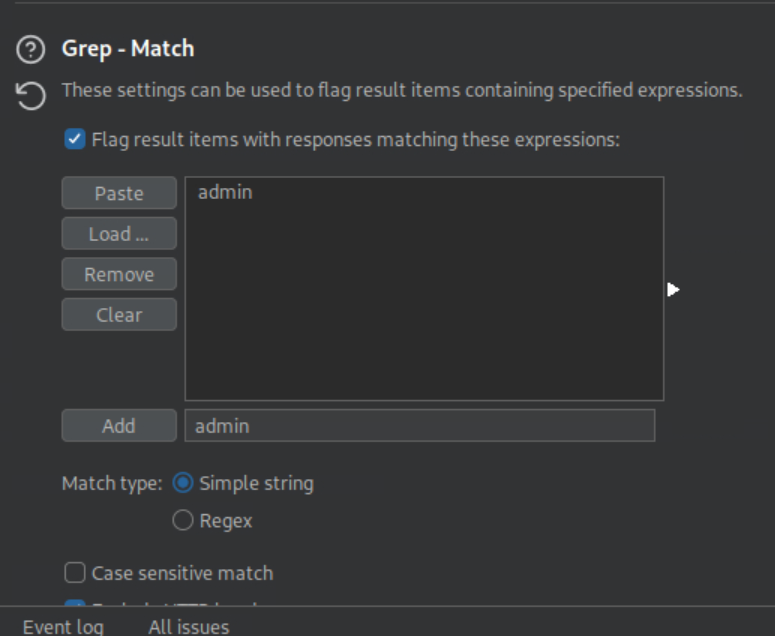 Grep - Match
These settings can be used to flag result items containing specified expressions.
Flag result items with responses matching these expressions:
Paste
admin
Load ...
Remove
Clear
Add
admin
Match type:
Simple string
Regex
Case sensitive match
Event log
All issues